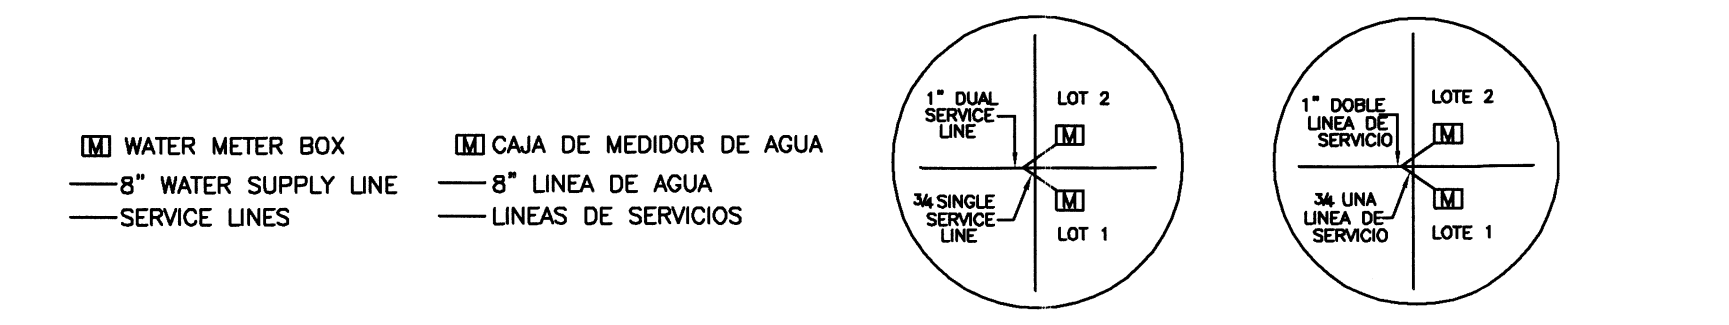 M WATER METER BOX
8" WATER SUPPLY LINE
SERVICE LINES
M CAJA DE MEDIDOR DE AGUA
8" LINEA DE AGUA
LINEAS DE SERVICIOS
1" DUAL
SERVICE
LINE
LOT 2
M
3/4 SINGLE
SERVICE
LINE
M
LOT 1
1" DOBLE
LINEA DE
SERVICIO
LOTE 2
M
3/4 UNA
LINEA DE
SERVICIO
M
LOTE 1